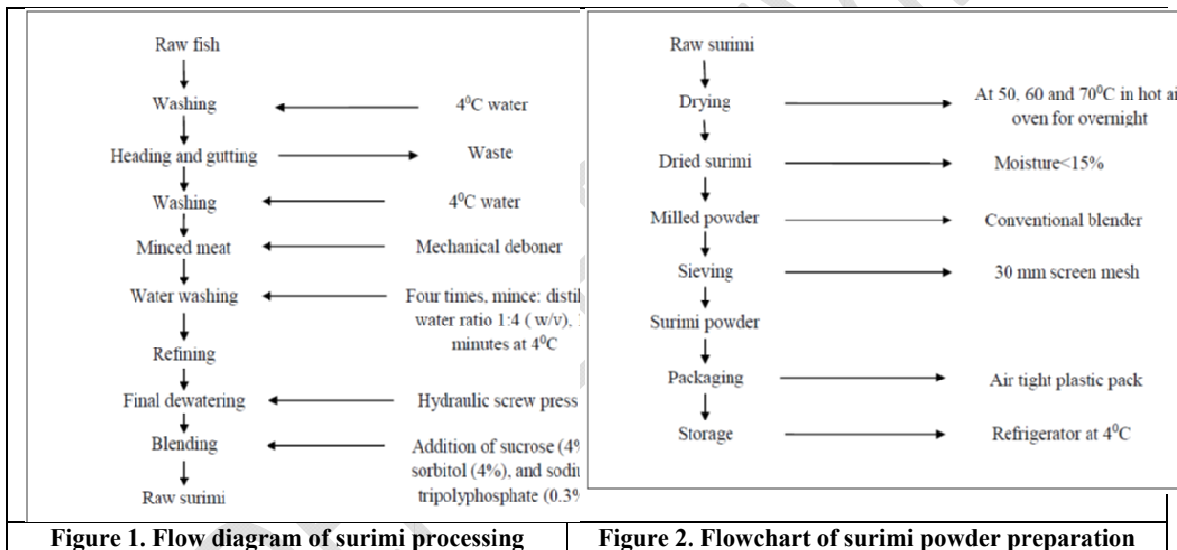 Raw fish
Washing
4⁰C water
Heading and gutting
Waste
Washing
4⁰C water
Minced meat
Mechanical deboner
Water washing
Four times, mince:
water ratio 1:4 ( w/v),
minutes at 4⁰C
Refining
Final dewatering
Hydraulic screw press
Blending
Addition of sucrose (4%
sorbitol (4%), and
tripolyphosphate (0.3%
Raw surimi
Figure 1. Flow diagram of surimi processing
Raw surimi
Drying
At 50, 60 and 70⁰C in hot
oven for overnight
Dried surimi
Moisture<15%
Milled powder
Conventional blender
Sieving
30 mm screen mesh
Surimi powder
Packaging
Air tight plastic pack
Storage
Refrigerator at 4⁰C
Figure 2. Flowchart of surimi powder preparation